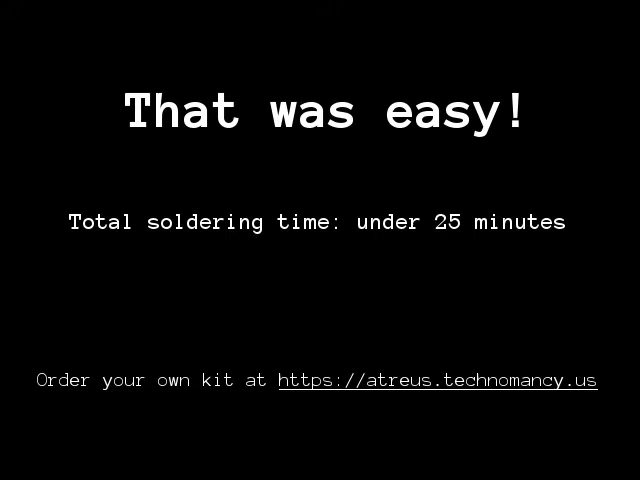 That was easy!
Total soldering time: under 25 minutes
Order your own kit at https://atreus.technomancy.us